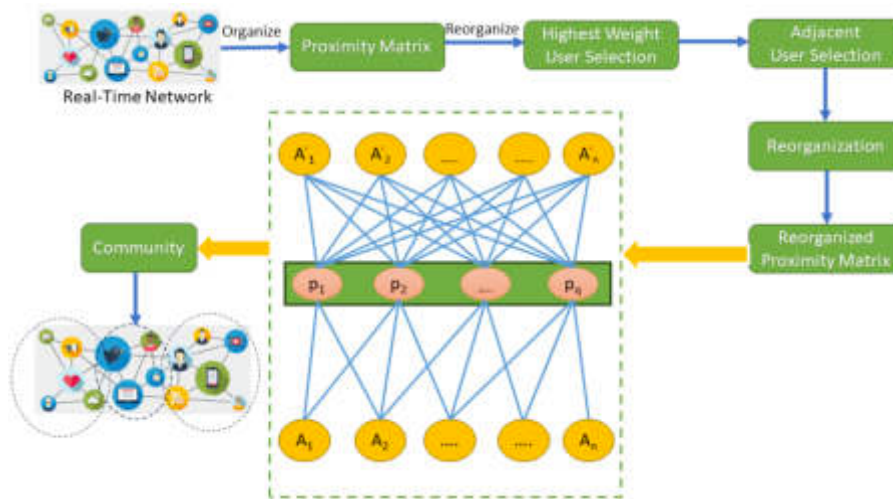 Organize
Proximity Matrix
Reorganize
Highest Weight
User Selection
Adjacent
User Selection
Real-Time Network
Reorganization
Reorganized
Proximity Matrix
A'1 A'2 ..... ..... A'n
Community
p1 p2 .... pq
A1 A2 .... .... An